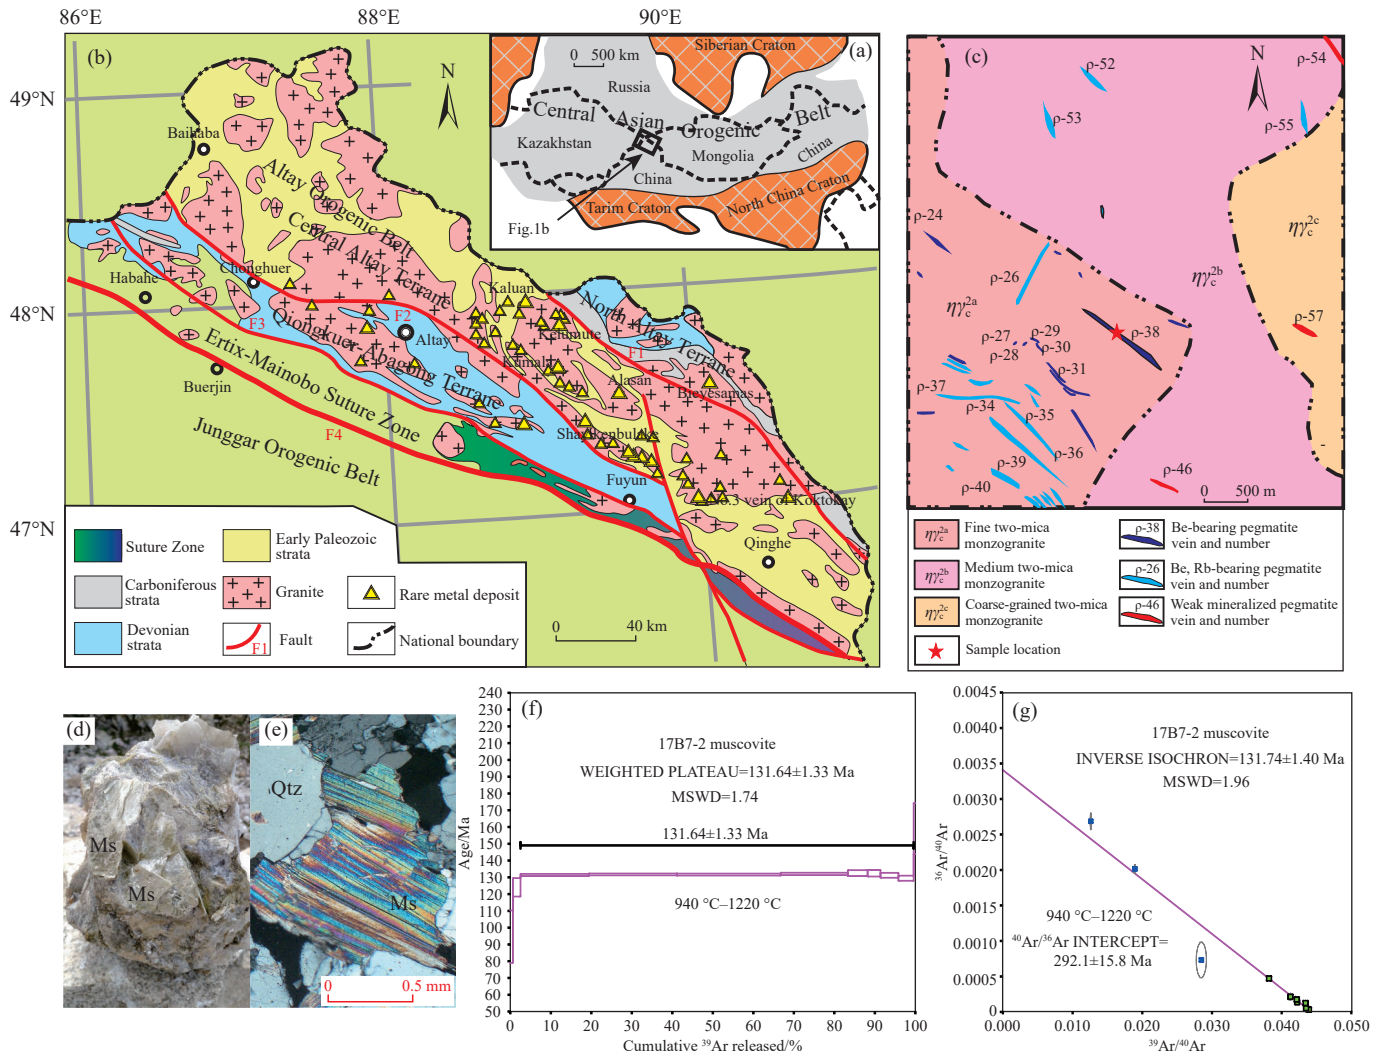 86°E
88°E
90°E
49°N
48°N
47°N
(b)
N
Baihaba
Altay Orogenic Belt
Central Altay Terrane
Habahe
Chonghuer
F3
F2
Qiongkuer-Abagong Terrane
Altay
Ertix-Mainobo Suture Zone
Buerjin
F4
Junggar Orogenic Belt
Kaluan
Kelumute
North Altay Terrane
F1
Alasan
Bieyesamas
Fuyun
No.3 vein of Koktokay
Qinghe
Suture Zone
Early Paleozoic
strata
Carboniferous
strata
Granite
Rare metal deposit
Devonian
strata
F1
Fault
National boundary
0 40 km
(a)
0 500 km
Siberian Craton
Russia
Central Asian Orogenic Belt
Kazakhstan
Mongolia
China
China
Tarim Craton
North China Craton
Fig.1b
(c)
N
ρ-52
ρ-54
ρ-53
ρ-55
ρ-24
ηγc2c
ρ-26
ηγc2b
ηγc2a
ρ-57
ρ-27
ρ-29
ρ-38
ρ-28
ρ-30
ρ-31
ρ-37
ρ-34
ρ-35
ρ-36
ρ-39
ρ-46
ρ-40
0 500 m
ηγc2a
Fine two-mica
monzogranite
ρ-38
Be-bearing pegmatite
vein and number
ηγc2b
Medium two-mica
monzogranite
ρ-26
Be, Rb-bearing pegmatite
vein and number
ηγc2c
Coarse-grained two-mica
monzogranite
ρ-46
Weak mineralized pegmatite
vein and number
Sample location
(d)
Ms
Ms
(e)
Qtz
Ms
0 0.5 mm
(f)
17B7-2 muscovite
WEIGHTED PLATEAU=131.64±1.33 Ma
MSWD=1.74
131.64±1.33 Ma
940 °C–1220 °C
Age/Ma
240
230
220
210
200
190
180
170
160
150
140
130
120
110
100
90
80
70
60
50
0 10 20 30 40 50 60 70 80 90 100
Cumulative ³⁹Ar released/%
(g)
17B7-2 muscovite
INVERSE ISOCHRON=131.74±1.40 Ma
MSWD=1.96
940 °C–1220 °C
⁴⁰Ar/³⁶Ar INTERCEPT=
292.1±15.8 Ma
³⁶Ar/⁴⁰Ar
0.0045
0.0040
0.0035
0.0030
0.0025
0.0020
0.0015
0.0010
0.0005
0
0.000 0.010 0.020 0.030 0.040 0.050
³⁹Ar/⁴⁰Ar